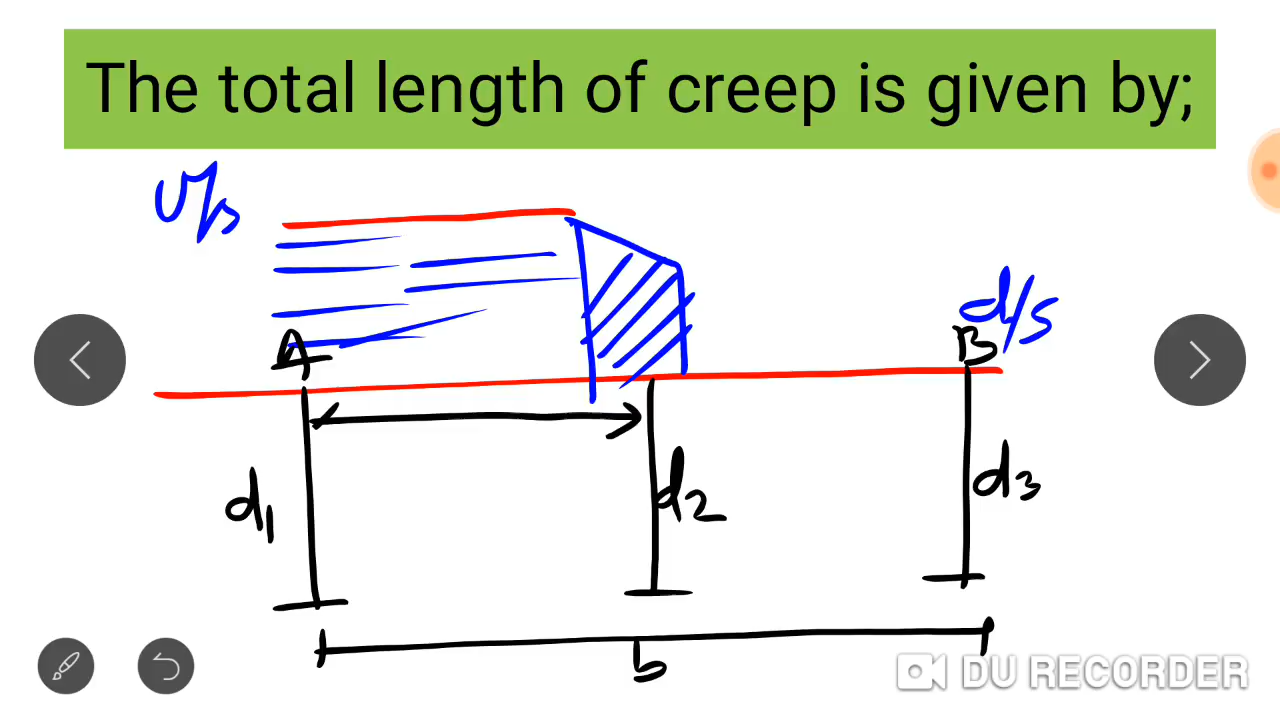 The total length of creep is given by;
U/s
d/s
A
B
d1
d2
d3
b
DU RECORDER